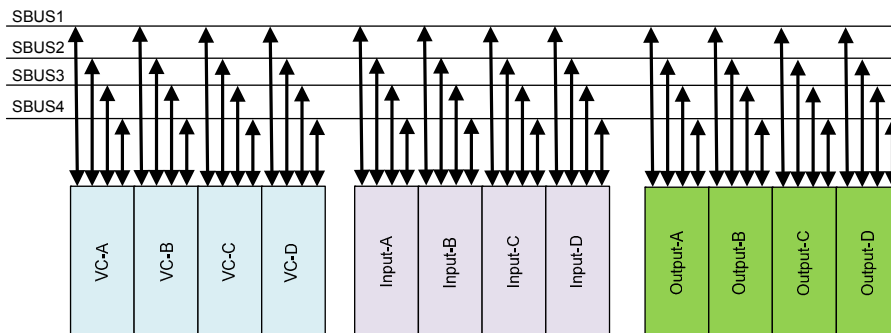 SBUS1
SBUS2
SBUS3
SBUS4
VC-A
VC-B
VC-C
VC-D
Input-A
Input-B
Input-C
Input-D
Output-A
Output-B
Output-C
Output-D